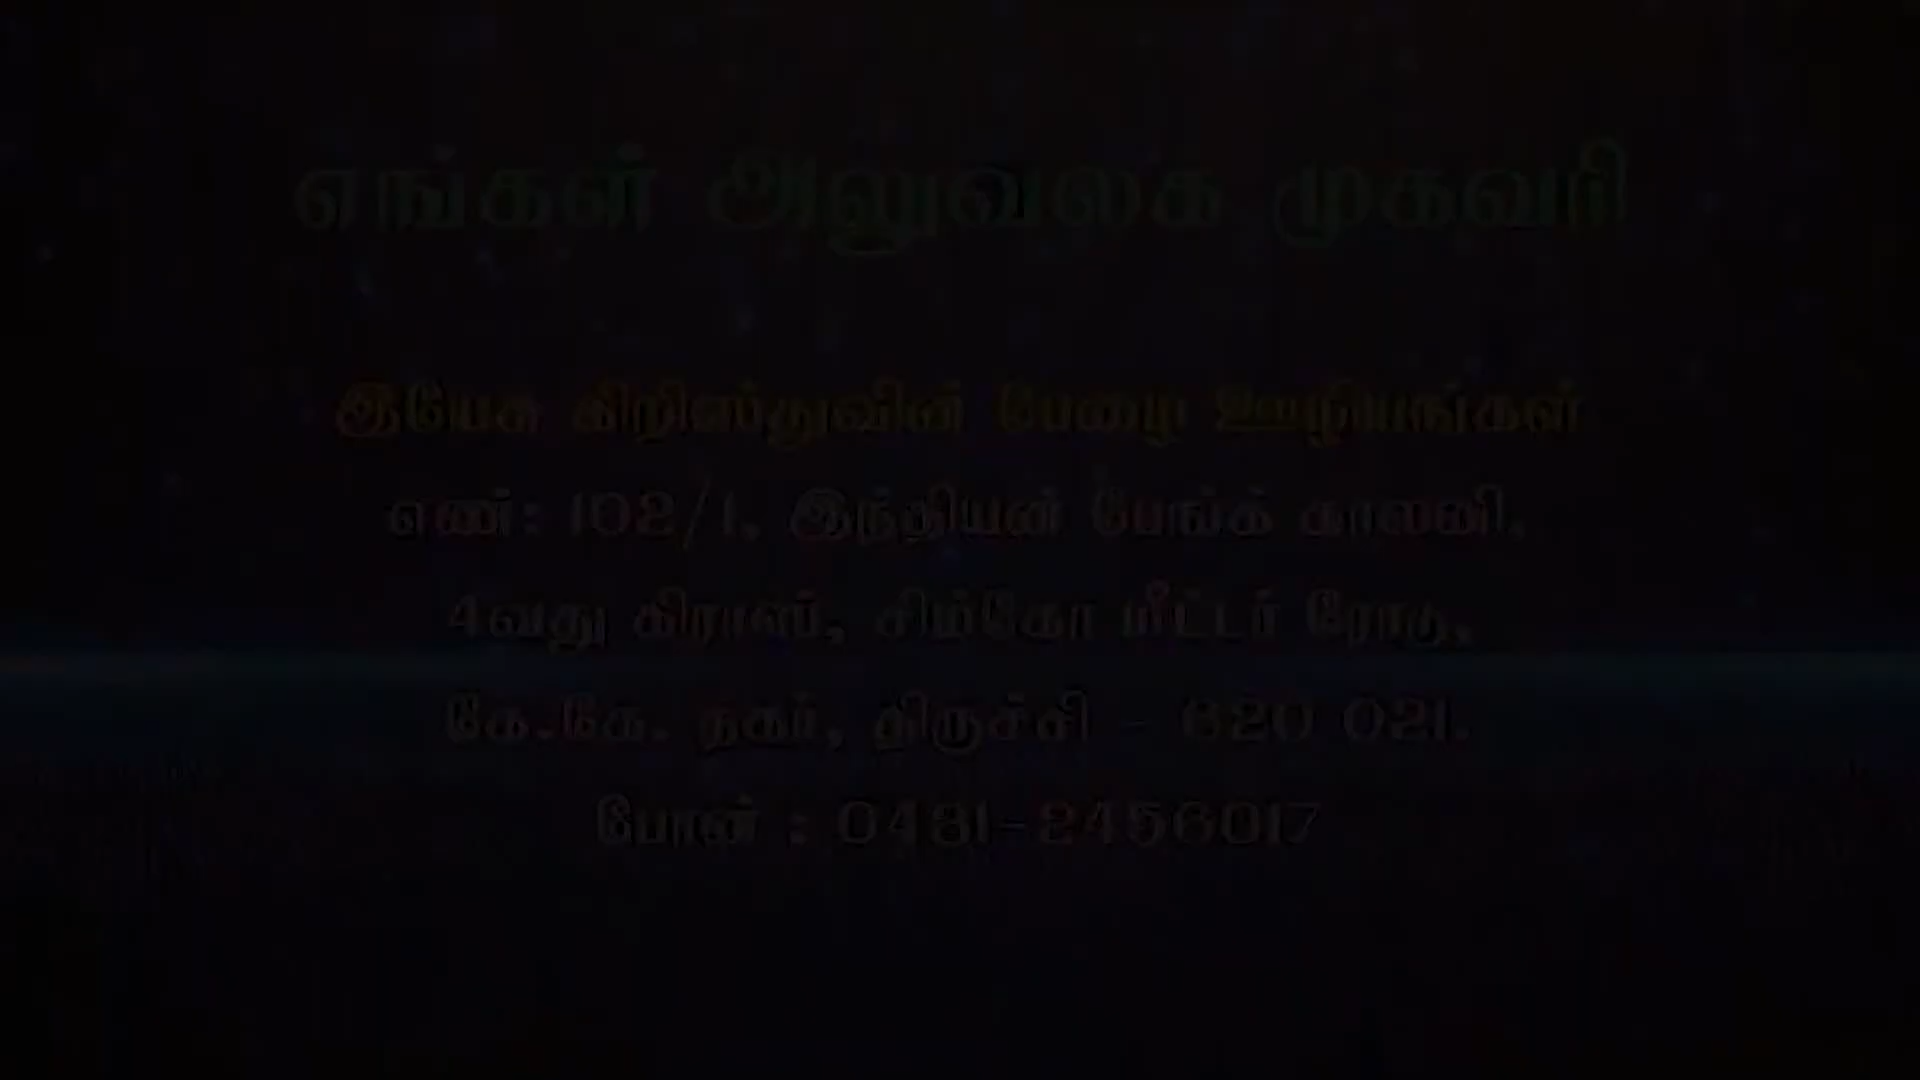 எங்கள் அலுவலக முகவரி
இயேசு கிறிஸ்துவின் பேழை ஊழியங்கள்
எண்: 102/1, இந்தியன் பேங்க் காலனி,
4வது கிராஸ், சிம்கோ மீட்டர் ரோடு,
கே.கே. நகர், திருச்சி - 620 021.
போன் : 0431-2456017